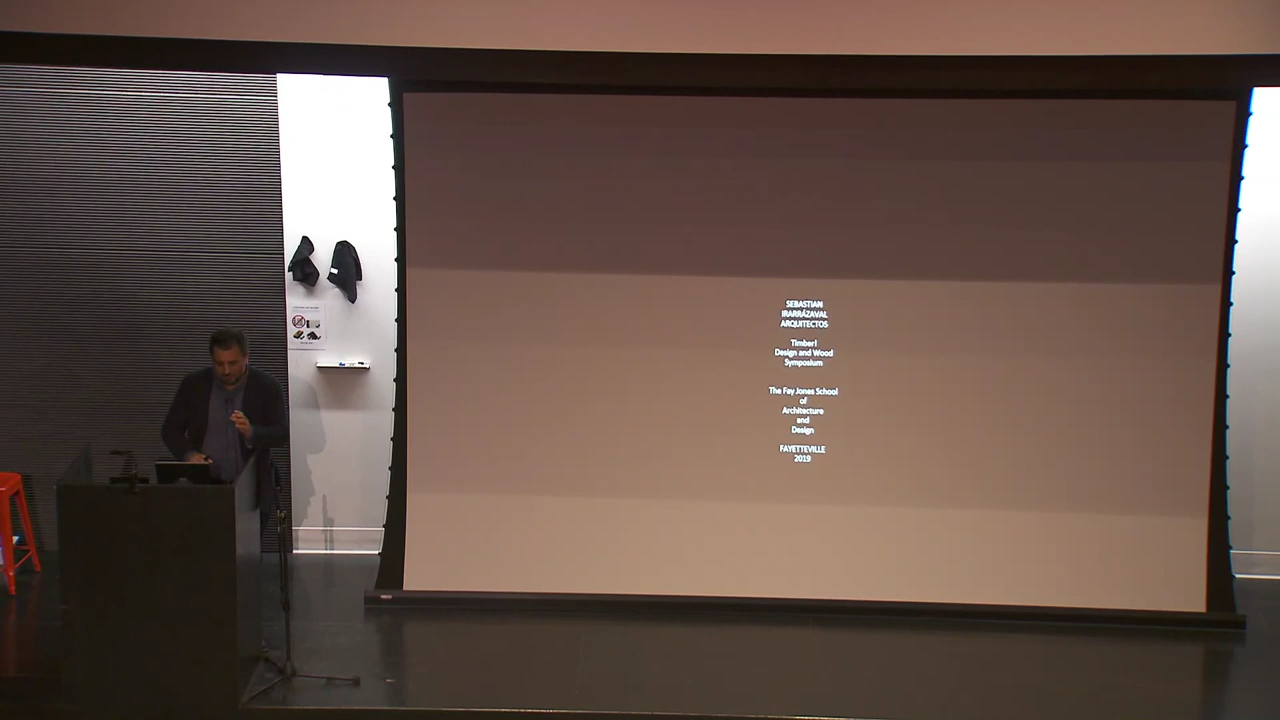 SEBASTIAN
IRARRÁZAVAL
ARQUITECTOS
Timber!
Design and Wood
Symposium
The Fay Jones School
of
Architecture
and
Design
FAYETTEVILLE
2019